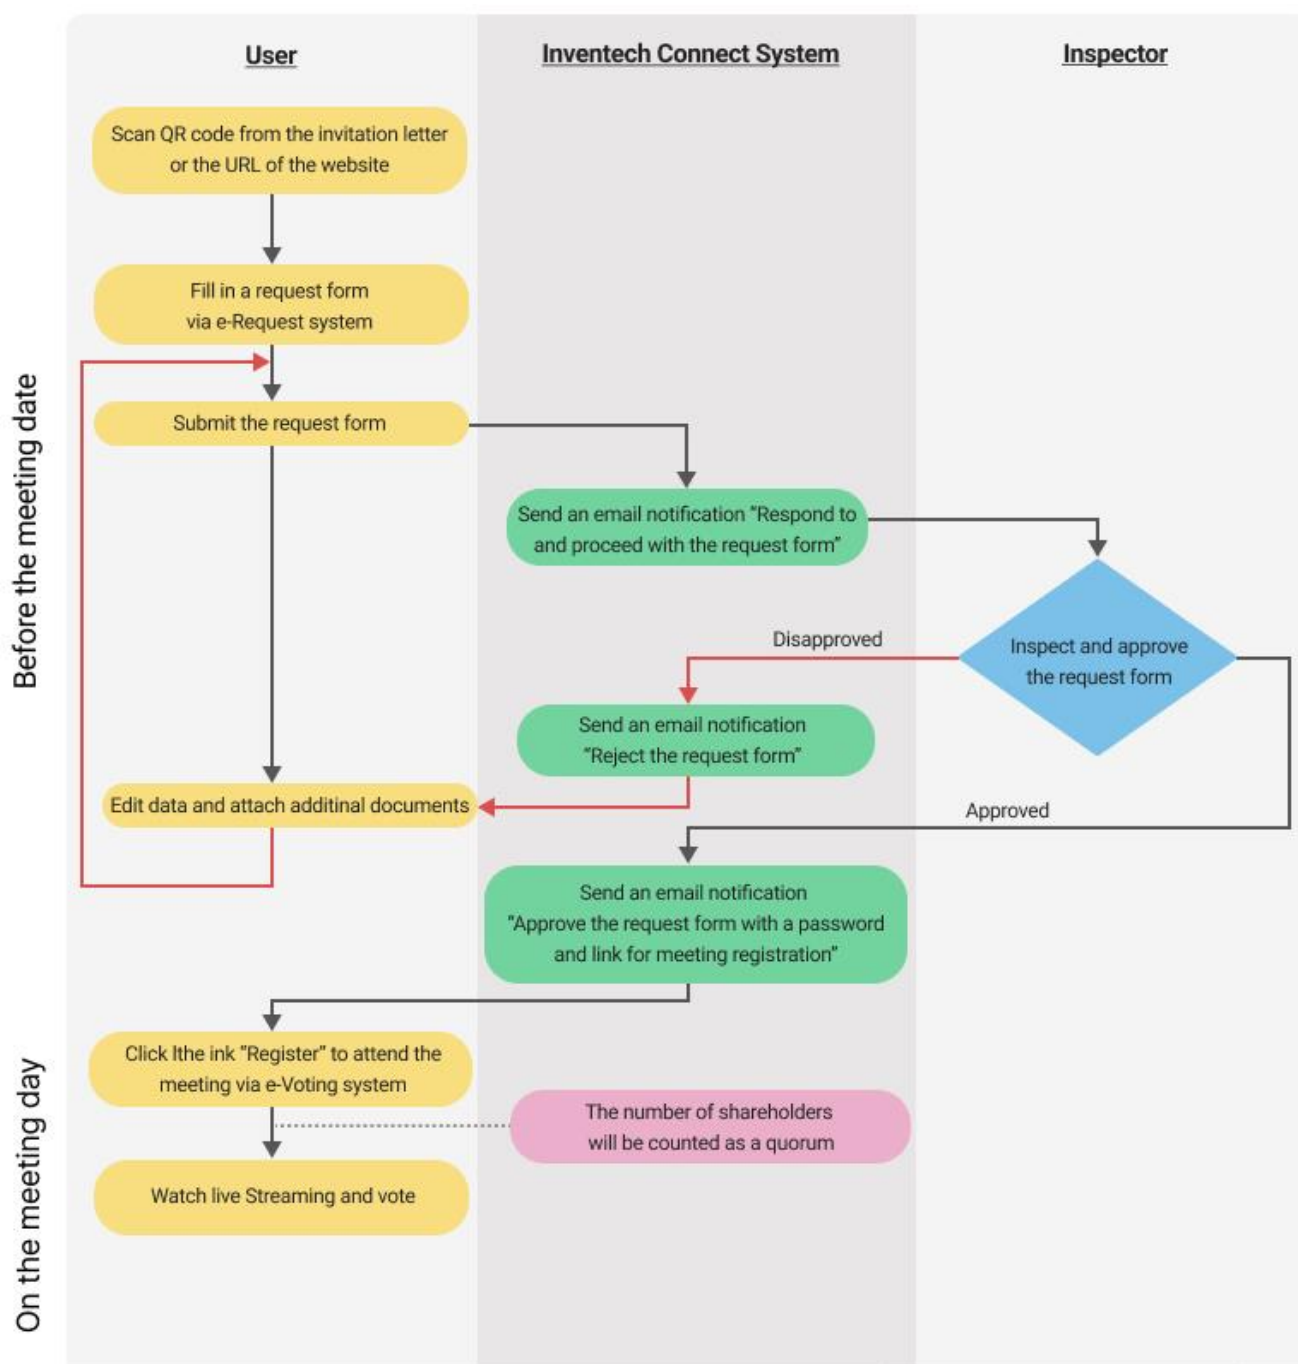 User
Inventech Connect System
Inspector
Before the meeting date
Scan QR code from the invitation letter
or the URL of the website
Fill in a request form
via e-Request system
Submit the request form
Send an email notification “Respond to
and proceed with the request form”
Inspect and approve
the request form
Disapproved
Send an email notification
“Reject the request form”
Edit data and attach additinal documents
Approved
Send an email notification
“Approve the request form with a password
and link for meeting registration”
On the meeting day
Click lthe ink “Register” to attend the
meeting via e-Voting system
The number of shareholders
will be counted as a quorum
Watch live Streaming and vote